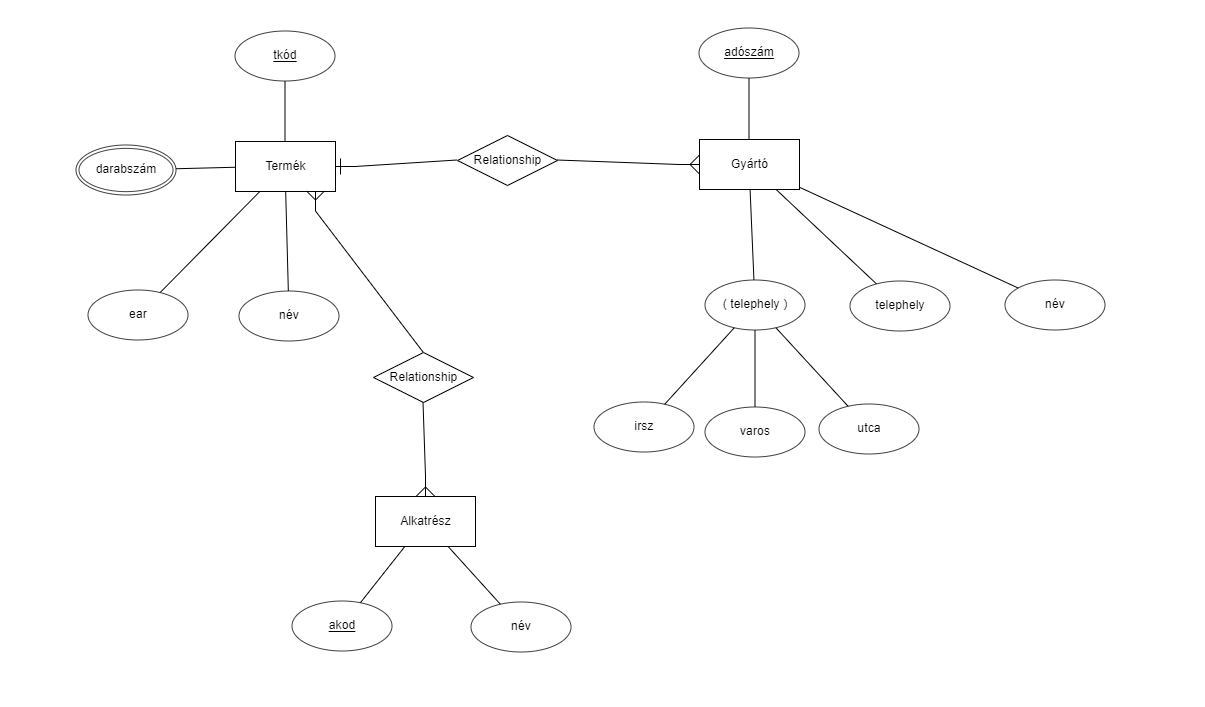 tkód
adószám
darabszám
Termék
Relationship
Gyártó
ear
név
( telephely )
telephely
név
Relationship
irsz
varos
utca
Alkatrész
akod
név